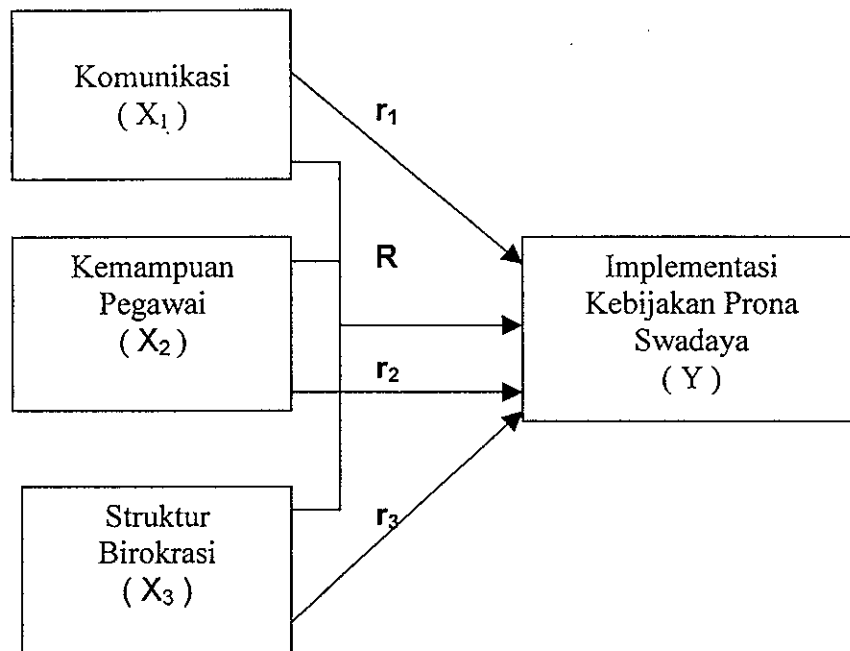 Komunikasi
( X₁ )
r₁
Kemampuan
Pegawai
( X₂ )
R
r₂
Implementasi
Kebijakan Prona
Swadaya
( Y )
Struktur
Birokrasi
( X₃ )
r₃